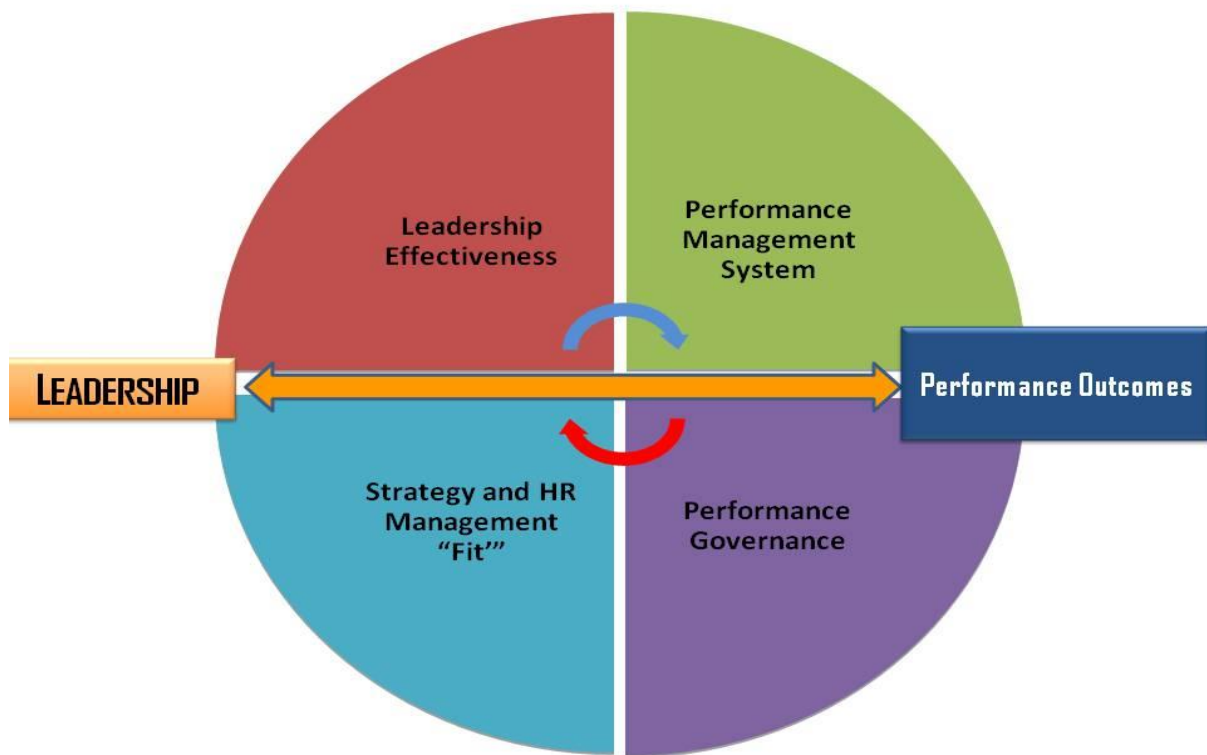 Leadership
Effectiveness
Performance
Management
System
LEADERSHIP
Performance Outcomes
Strategy and HR
Management
“Fit’”
Performance
Governance